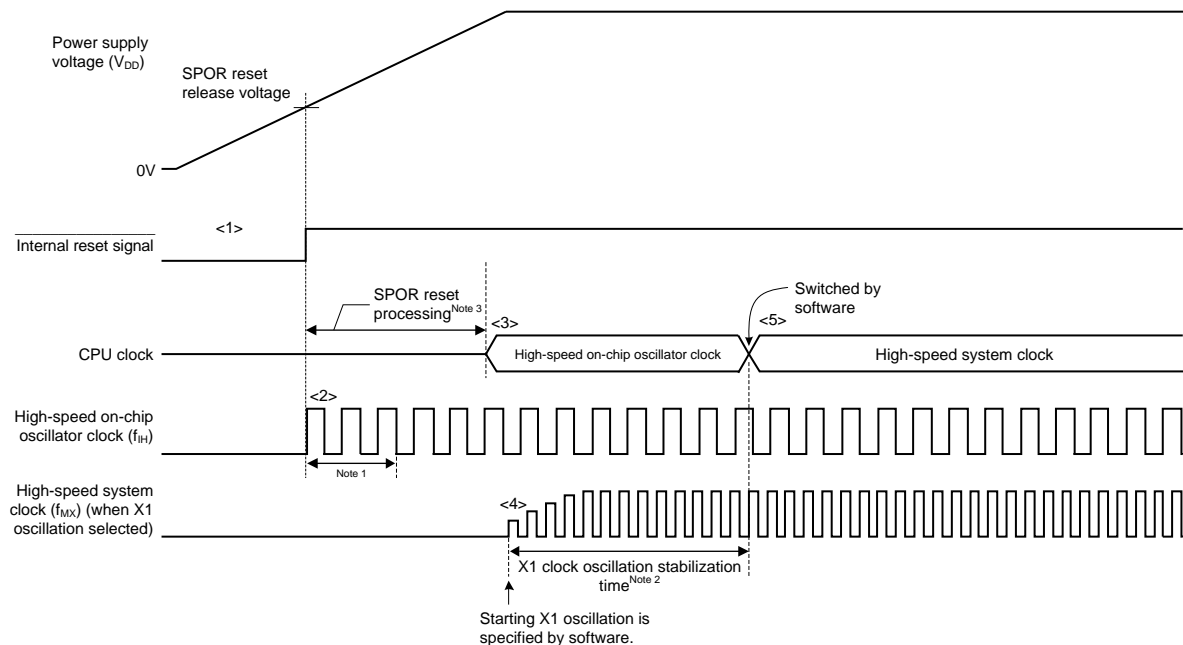 Power supply
voltage (VDD)
SPOR reset
release voltage
0V
<1>
Internal reset signal
Switched by
software
SPOR reset
processingNote 3
<3>
<5>
CPU clock
High-speed on-chip oscillator clock
High-speed system clock
<2>
High-speed on-chip
oscillator clock (fIH)
Note 1
High-speed system
clock (fMX) (when X1
oscillation selected)
<4>
X1 clock oscillation stabilization
timeNote 2
Starting X1 oscillation is
specified by software.